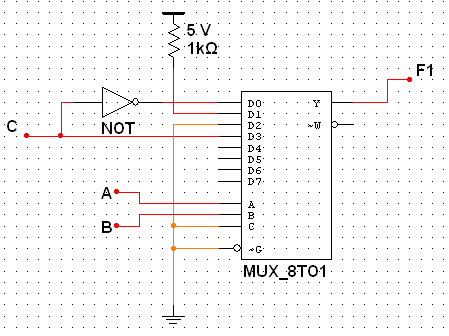 5 V
1kΩ
F1
C
NOT
D0
D1
D2
D3
D4
D5
D6
D7
Y
~W
A
B
A
B
C
~G
MUX_8TO1